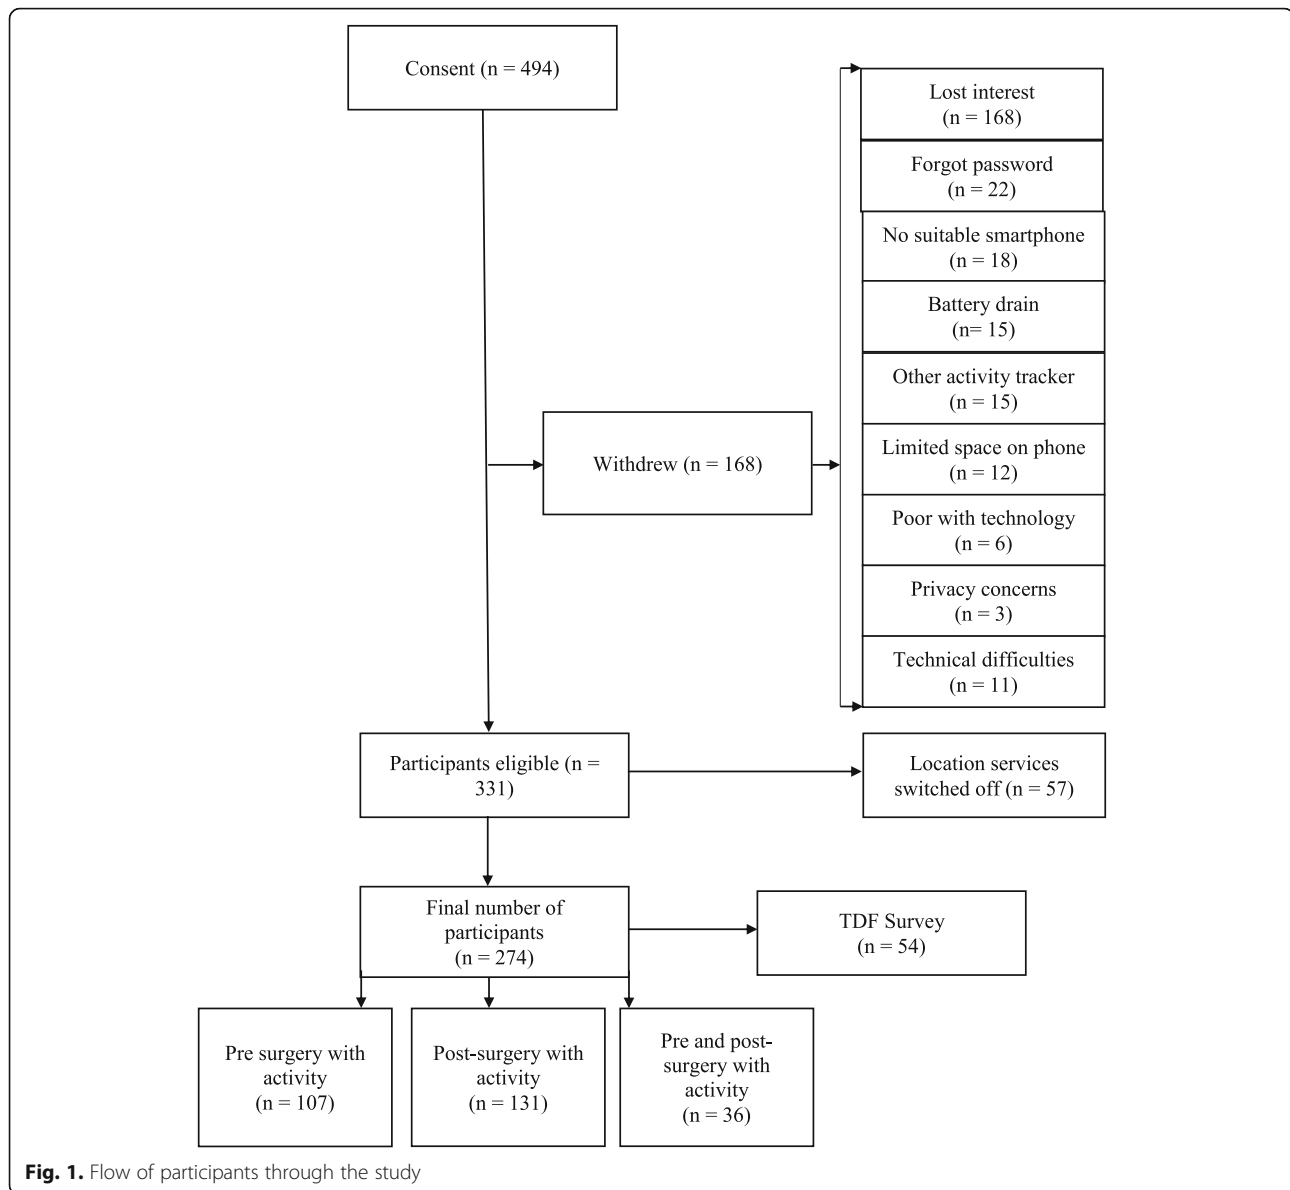 Consent (n = 494)
Lost interest
(n = 168)
Forgot password
(n = 22)
No suitable smartphone
(n = 18)
Battery drain
(n= 15)
Other activity tracker
(n = 15)
Limited space on phone
(n = 12)
Poor with technology
(n = 6)
Privacy concerns
(n = 3)
Technical difficulties
(n = 11)
Withdrew (n = 168)
Participants eligible (n =
331)
Location services
switched off (n = 57)
Final number of
participants
(n = 274)
TDF Survey
(n = 54)
Pre surgery with
activity
(n = 107)
Post-surgery with
activity
(n = 131)
Pre and post-
surgery with
activity
(n = 36)
Fig. 1. Flow of participants through the study